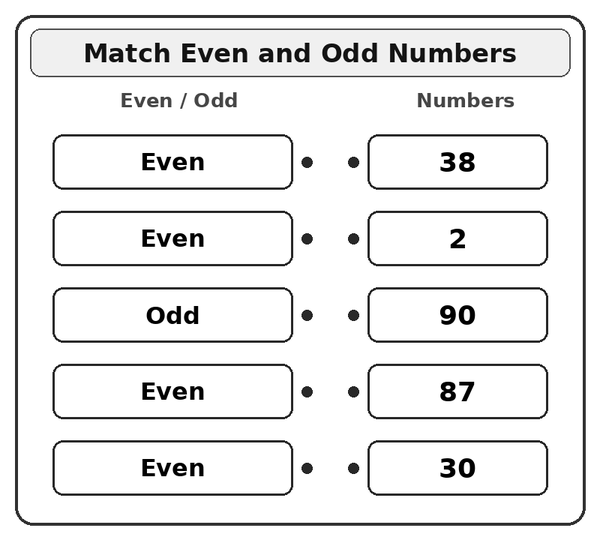 Match Even and Odd Numbers
Even / Odd Numbers
Even 38
Even 2
Odd 90
Even 87
Even 30